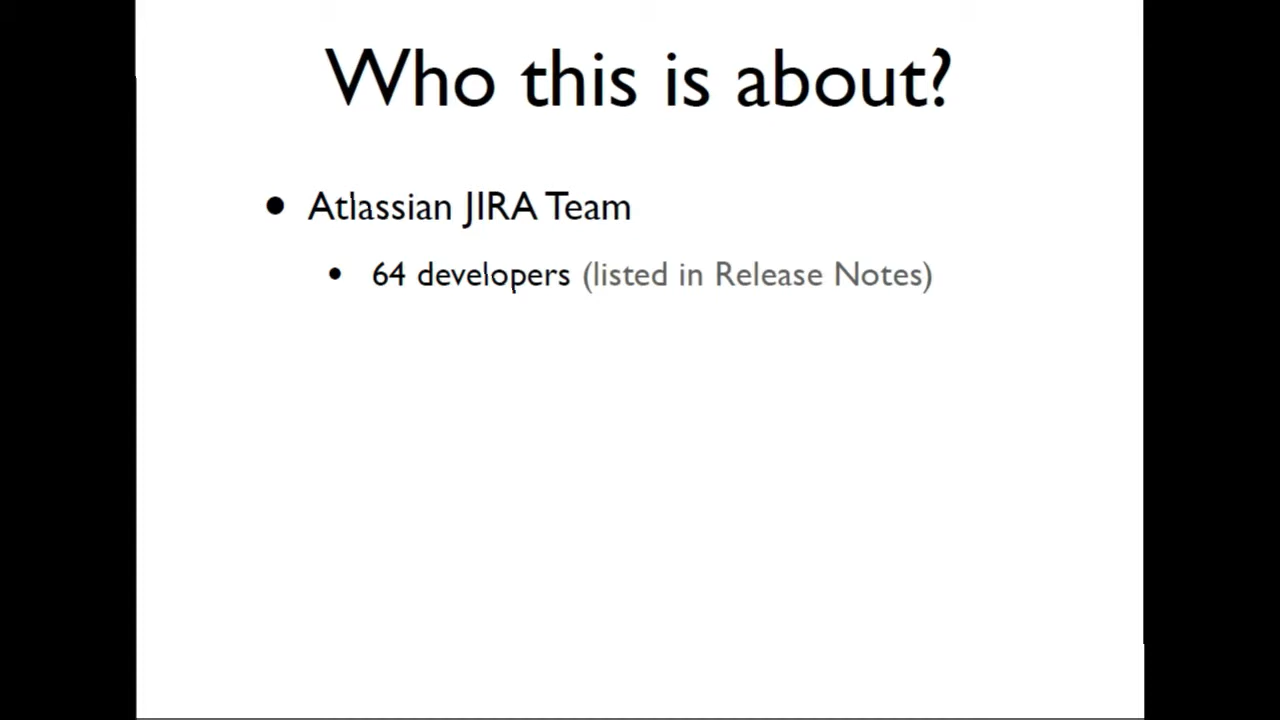 Who this is about?
• Atlassian JIRA Team
• 64 developers (listed in Release Notes)